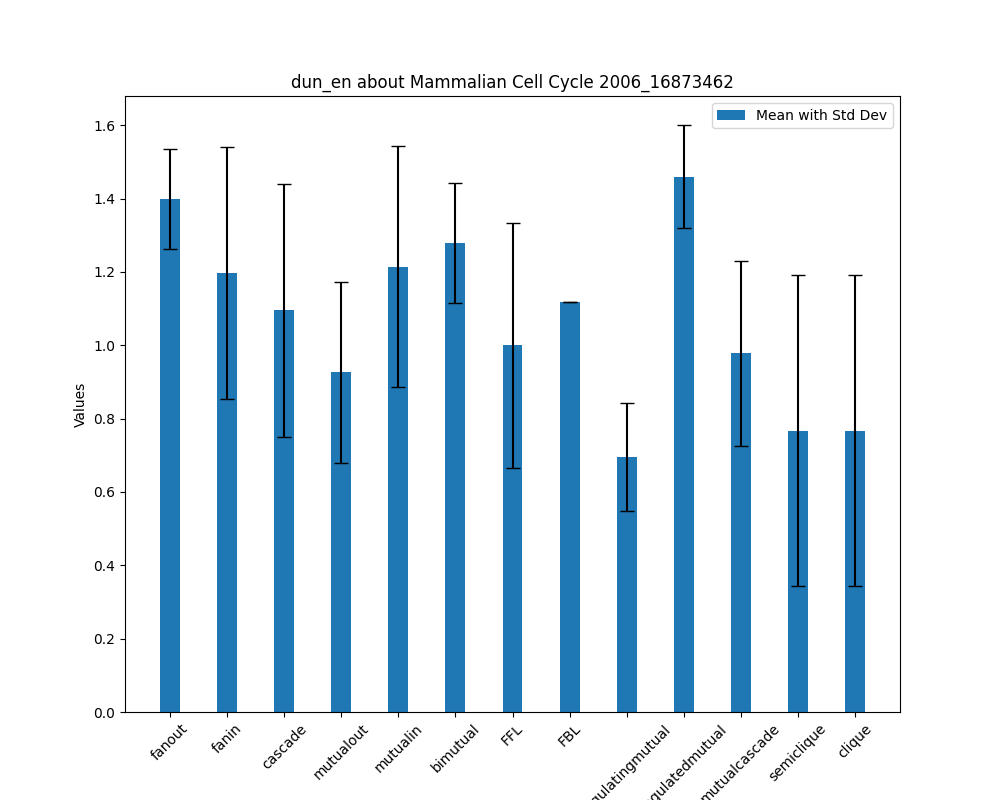 dun_en about Mammalian Cell Cycle 2006_16873462
Mean with Std Dev
Values
1.6
1.4
1.2
1.0
0.8
0.6
0.4
0.2
0.0
fanout
fanin
cascade
mutualout
mutualin
bimutual
FFL
FBL
gulatingmutual
gulatedmutual
mutualcascade
semiclique
clique